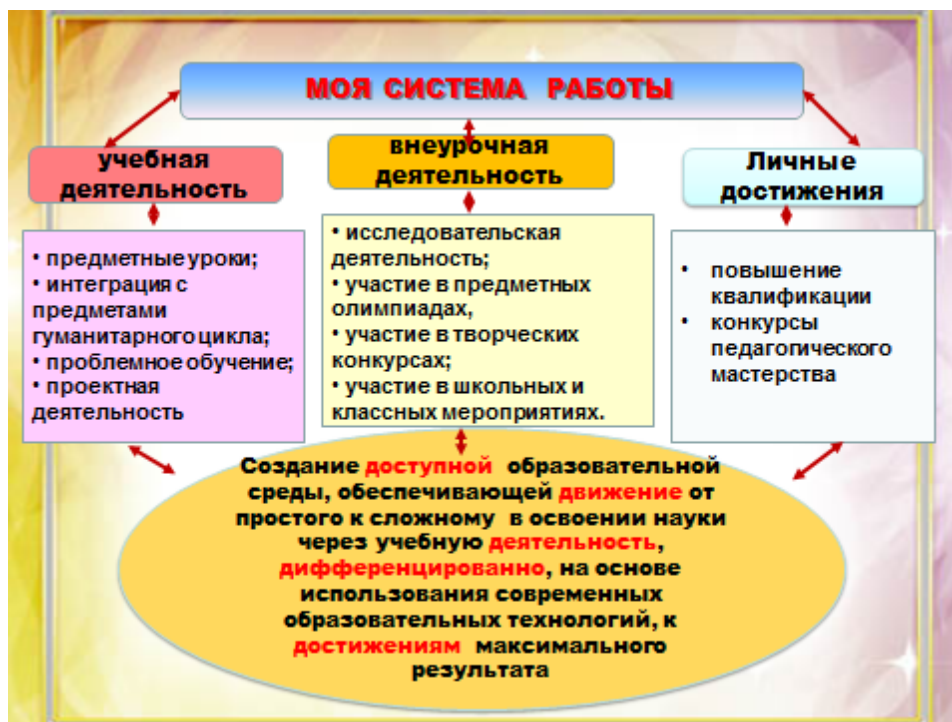 МОЯ СИСТЕМА РАБОТЫ
учебная
деятельность
внеурочная
деятельность
Личные
достижения
• предметные уроки;
• интеграция с
предметами
гуманитарного цикла;
• проблемное обучение;
• проектная
деятельность
• исследовательская
деятельность;
• участие в предметных
олимпиадах,
• участие в творческих
конкурсах;
• участие в школьных и
классных мероприятиях.
• повышение
квалификации
• конкурсы
педагогического
мастерства
Создание доступной образовательной
среды, обеспечивающей движение от
простого к сложному в освоении науки
через учебную деятельность,
дифференцированно, на основе
использования современных
образовательных технологий, к
достижениям максимального
результата